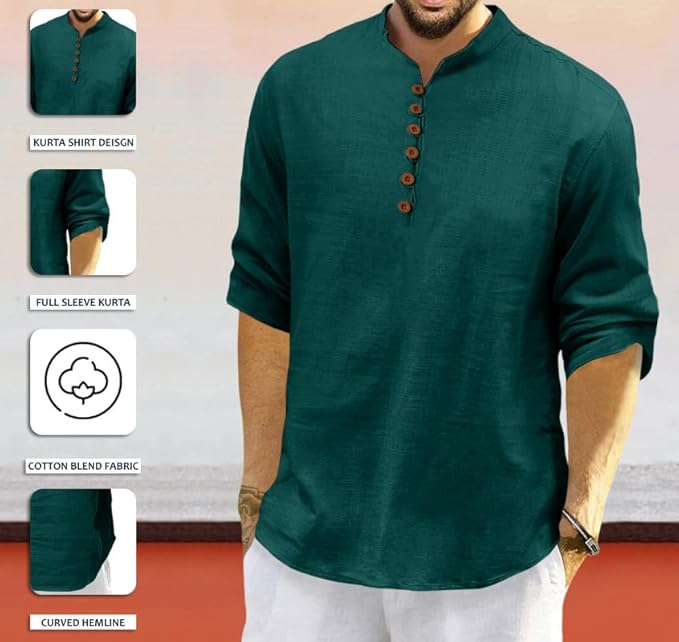 KURTA SHIRT DEISGN
FULL SLEEVE KURTA
COTTON BLEND FABRIC
CURVED HEMLINE